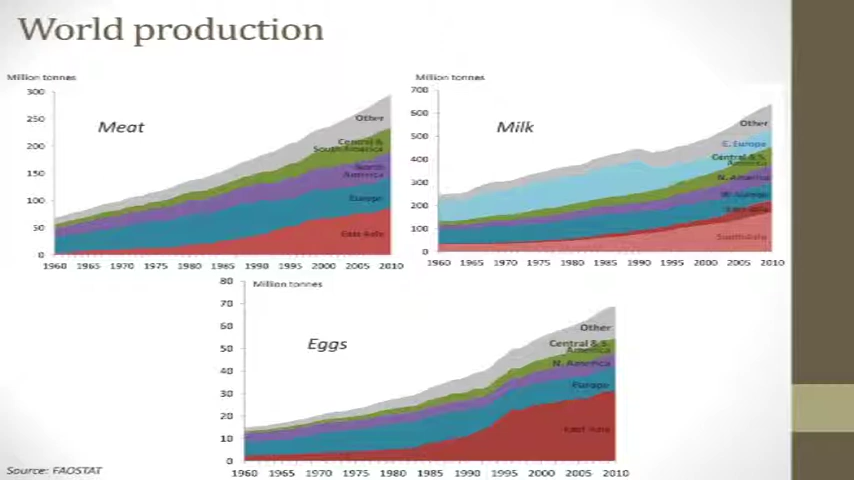 World production
Million tonnes
300
250
200
150
100
50
0
Meat
Other
Central &
South America
North
America
Europe
East Asia
1960 1965 1970 1975 1980 1985 1990 1995 2000 2005 2010
Million tonnes
700
600
500
400
300
200
100
0
Milk
Other
E. Europe
Central & S.
America
N. America
W. Europe
East Asia
South Asia
1960 1965 1970 1975 1980 1985 1990 1995 2000 2005 2010
Million tonnes
80
70
60
50
40
30
20
10
0
Eggs
Other
Central & S.
America
N. America
Europe
East Asia
1960 1965 1970 1975 1980 1985 1990 1995 2000 2005 2010
Source: FAOSTAT